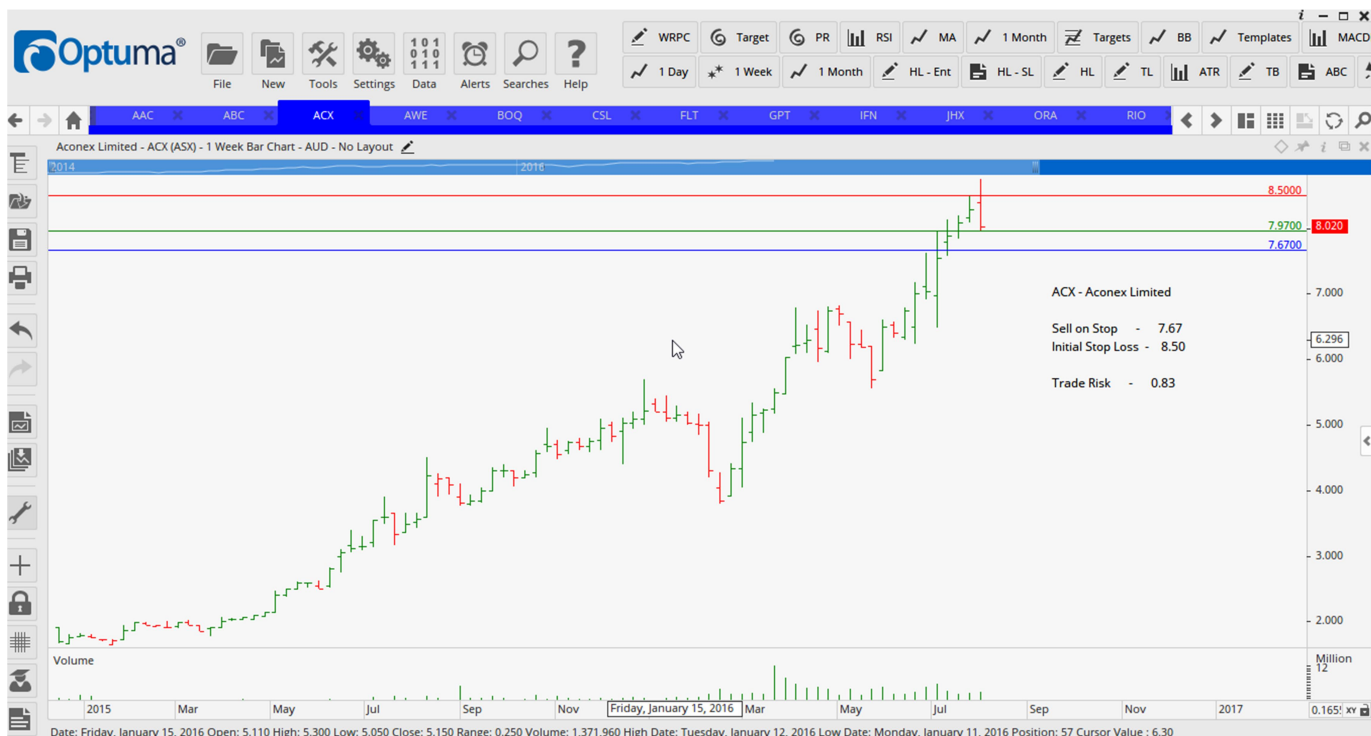 i
Optuma®
101
010
111
File New Tools Settings Data Alerts Searches Help
WRPC Target PR RSI MA 1 Month Targets BB Templates MACD
1 Day 1 Week 1 Month HL - Ent HL - SL HL TL ATR TB ABC
AAC ABC ACX AWE BOQ CSL FLT GPT IFN JHX ORA RIO
Aconex Limited - ACX (ASX) - 1 Week Bar Chart - AUD - No Layout
2014 2016
8.5000
7.9700 8.020
7.6700
ACX - Aconex Limited
7.000
Sell on Stop - 7.67
6.296
Initial Stop Loss - 8.50
6.000
Trade Risk - 0.83
5.000
4.000
3.000
2.000
Volume Million
12
2015 Mar May Jul Sep Nov Friday, January 15, 2016 Mar May Jul Sep Nov 2017 0.165 XY
Date: Friday, January 15, 2016 Open: 5.110 High: 5.300 Low: 5.050 Close: 5.150 Range: 0.250 Volume: 1,371,960 High Date: Tuesday, January 12, 2016 Low Date: Monday, January 11, 2016 Position: 57 Cursor Value : 6.30